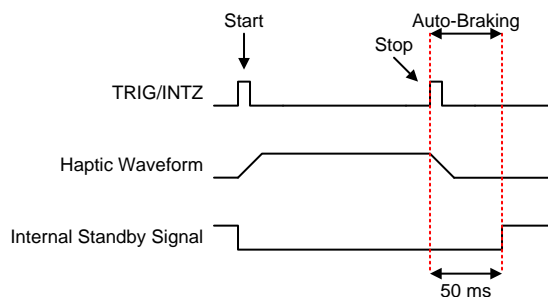 Auto-Braking
Start
Stop
TRIG/INTZ
Haptic Waveform
Internal Standby Signal
50 ms